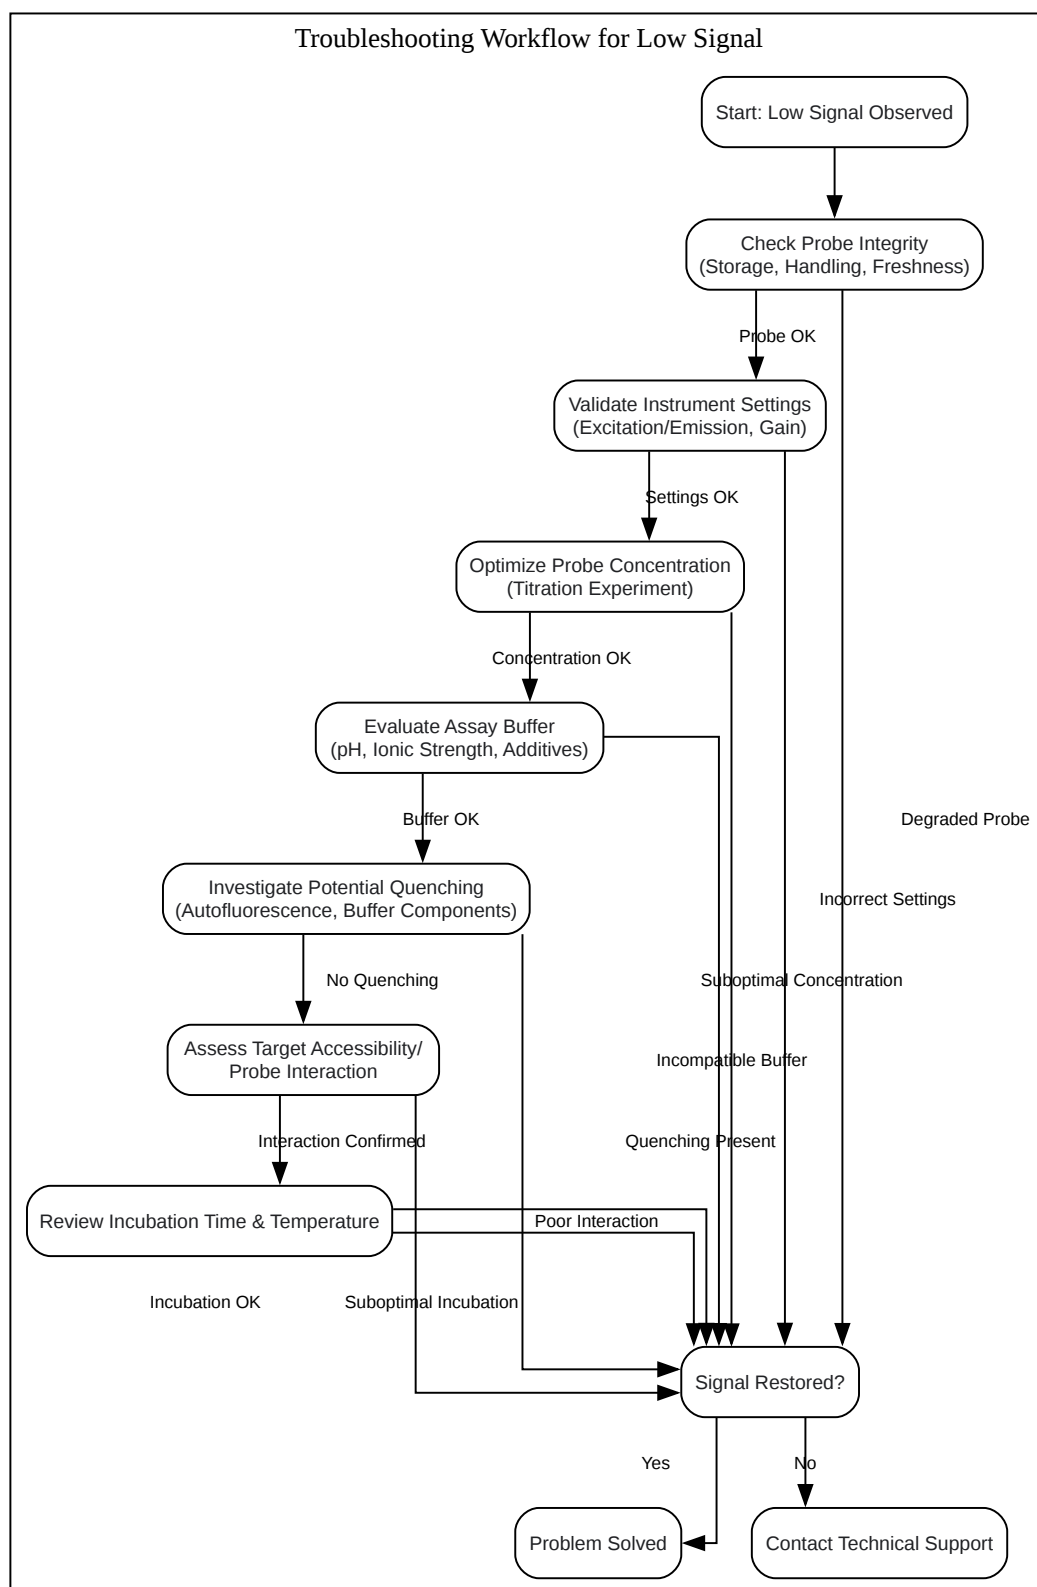 Troubleshooting Workflow for Low Signal
Start: Low Signal Observed
Check Probe Integrity
(Storage, Handling, Freshness)
Probe OK
Validate Instrument Settings
(Excitation/Emission, Gain)
Settings OK
Optimize Probe Concentration
(Titration Experiment)
Concentration OK
Evaluate Assay Buffer
(pH, Ionic Strength, Additives)
Buffer OK
Degraded Probe
Investigate Potential Quenching
(Autofluorescence, Buffer Components)
Incorrect Settings
No Quenching
Suboptimal Concentration
Assess Target Accessibility/
Probe Interaction
Incompatible Buffer
Interaction Confirmed
Quenching Present
Review Incubation Time & Temperature
Poor Interaction
Incubation OK
Suboptimal Incubation
Signal Restored?
Yes
No
Problem Solved
Contact Technical Support